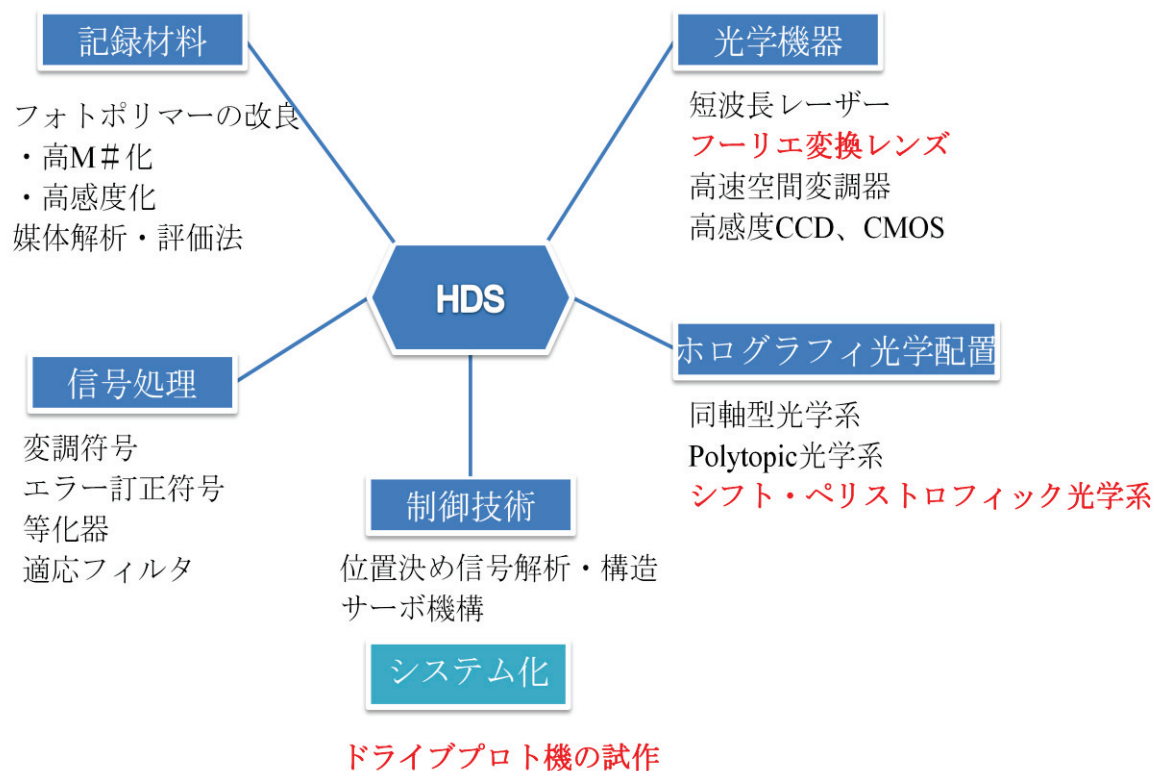 記録材料
フォトポリマーの改良
・高M#化
・高感度化
媒体解析・評価法
光学機器
短波長レーザー
フーリエ変換レンズ
高速空間変調器
高感度CCD、CMOS
HDS
ホログラフィ光学配置
同軸型光学系
Polytopic光学系
シフト・ペリストロフィック光学系
信号処理
変調符号
エラー訂正符号
等化器
適応フィルタ
制御技術
位置決め信号解析・構造
サーボ機構
システム化
ドライブプロト機の試作